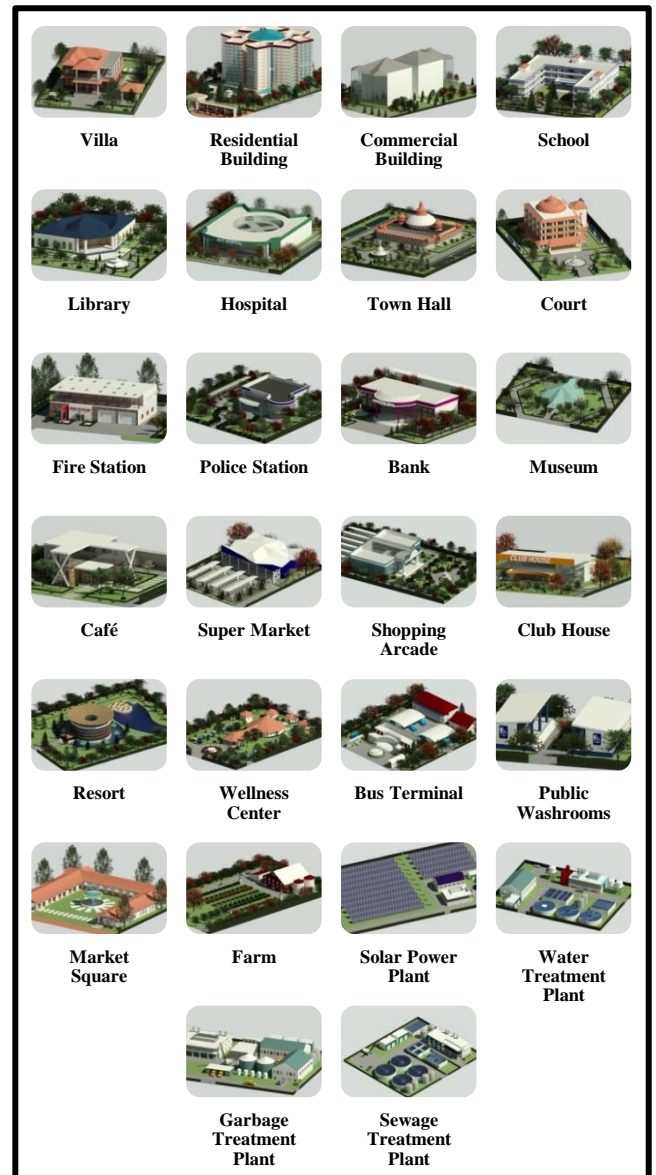 Villa
Residential
Building
Commercial
Building
School
Library
Hospital
Town Hall
Court
Fire Station
Police Station
Bank
Museum
CLUB HOUSE
Café
Super Market
Shopping
Arcade
Club House
Resort
Wellness
Center
Bus Terminal
Public
Washrooms
Market
Square
Farm
Solar Power
Plant
Water
Treatment
Plant
Garbage
Treatment
Plant
Sewage
Treatment
Plant